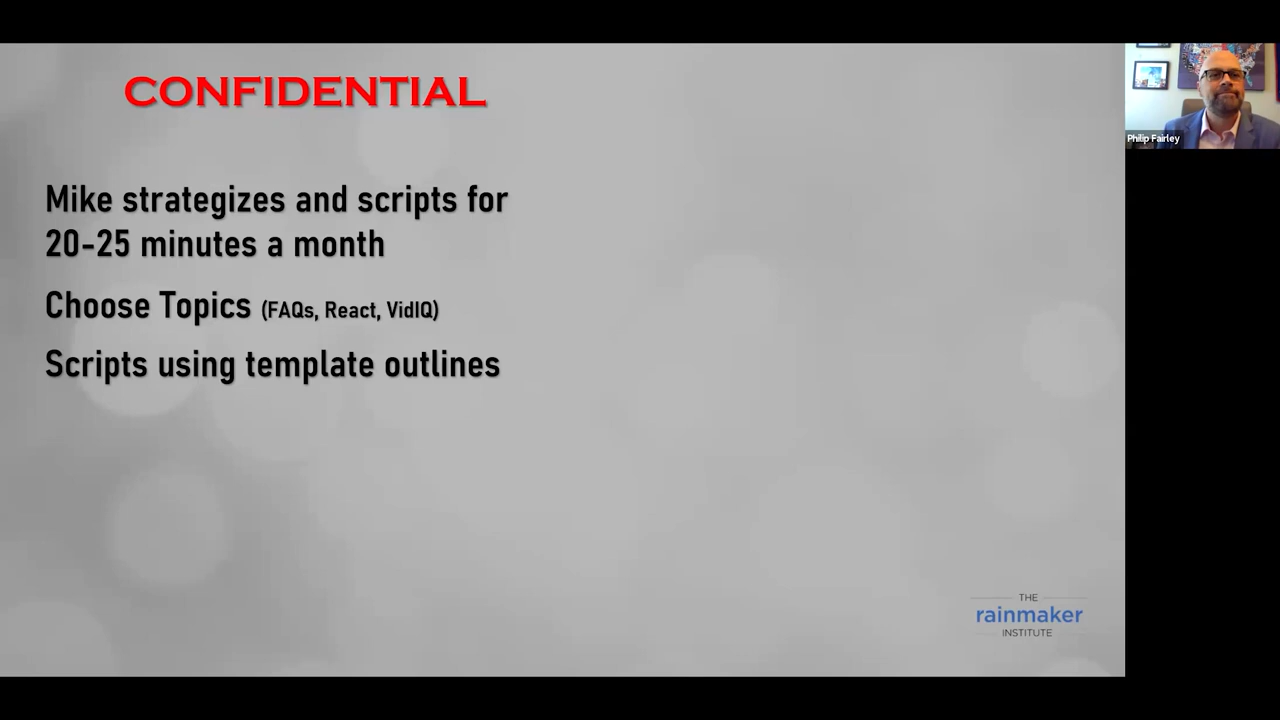 CONFIDENTIAL
Mike strategizes and scripts for
20-25 minutes a month
Choose Topics (FAQs, React, VidIQ)
Scripts using template outlines
Philip Fairley
THE
rainmaker
INSTITUTE